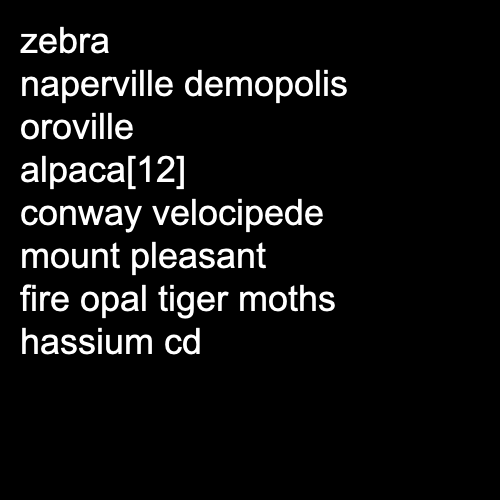 zebra
naperville demopolis
oroville
alpaca[12]
conway velocipede
mount pleasant
fire opal tiger moths
hassium cd